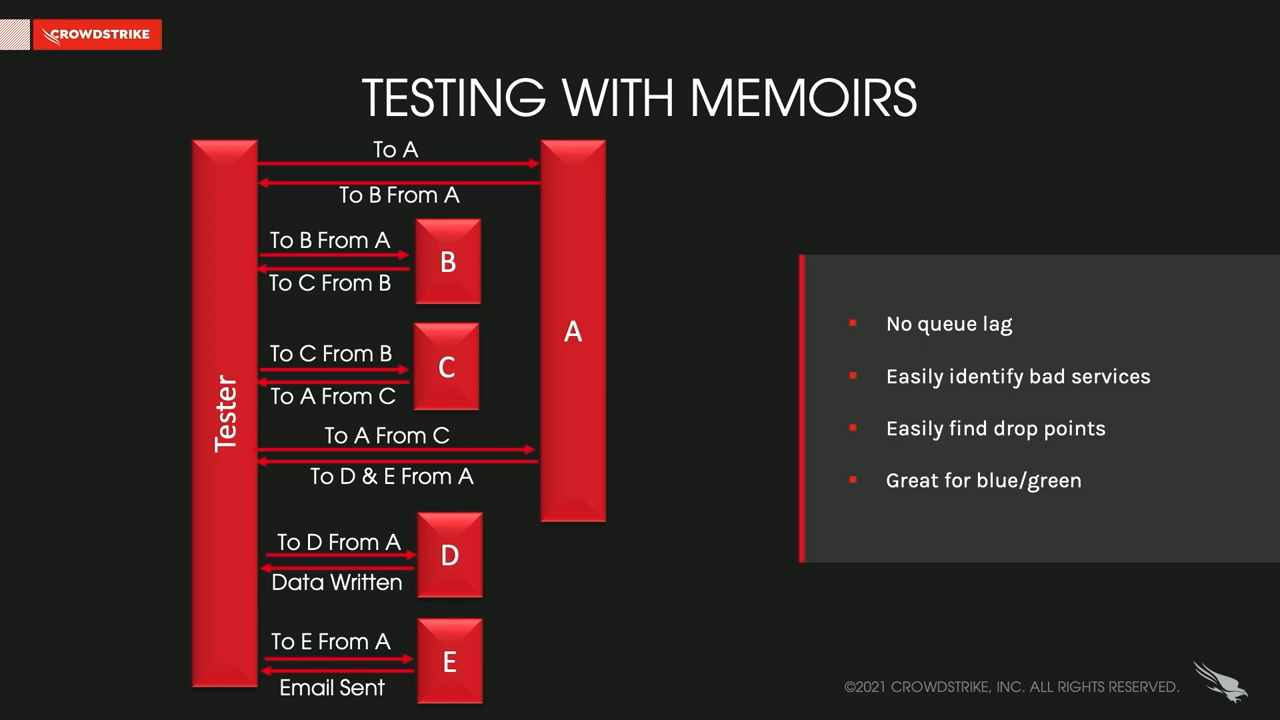 CROWDSTRIKE
TESTING WITH MEMOIRS
To A
To B From A
To B From A
B
To C From B
To C From B
C
To A From C
A
Tester
To A From C
To D & E From A
To D From A
D
Data Written
To E From A
E
Email Sent
No queue lag
Easily identify bad services
Easily find drop points
Great for blue/green
©2021 CROWDSTRIKE, INC. ALL RIGHTS RESERVED.